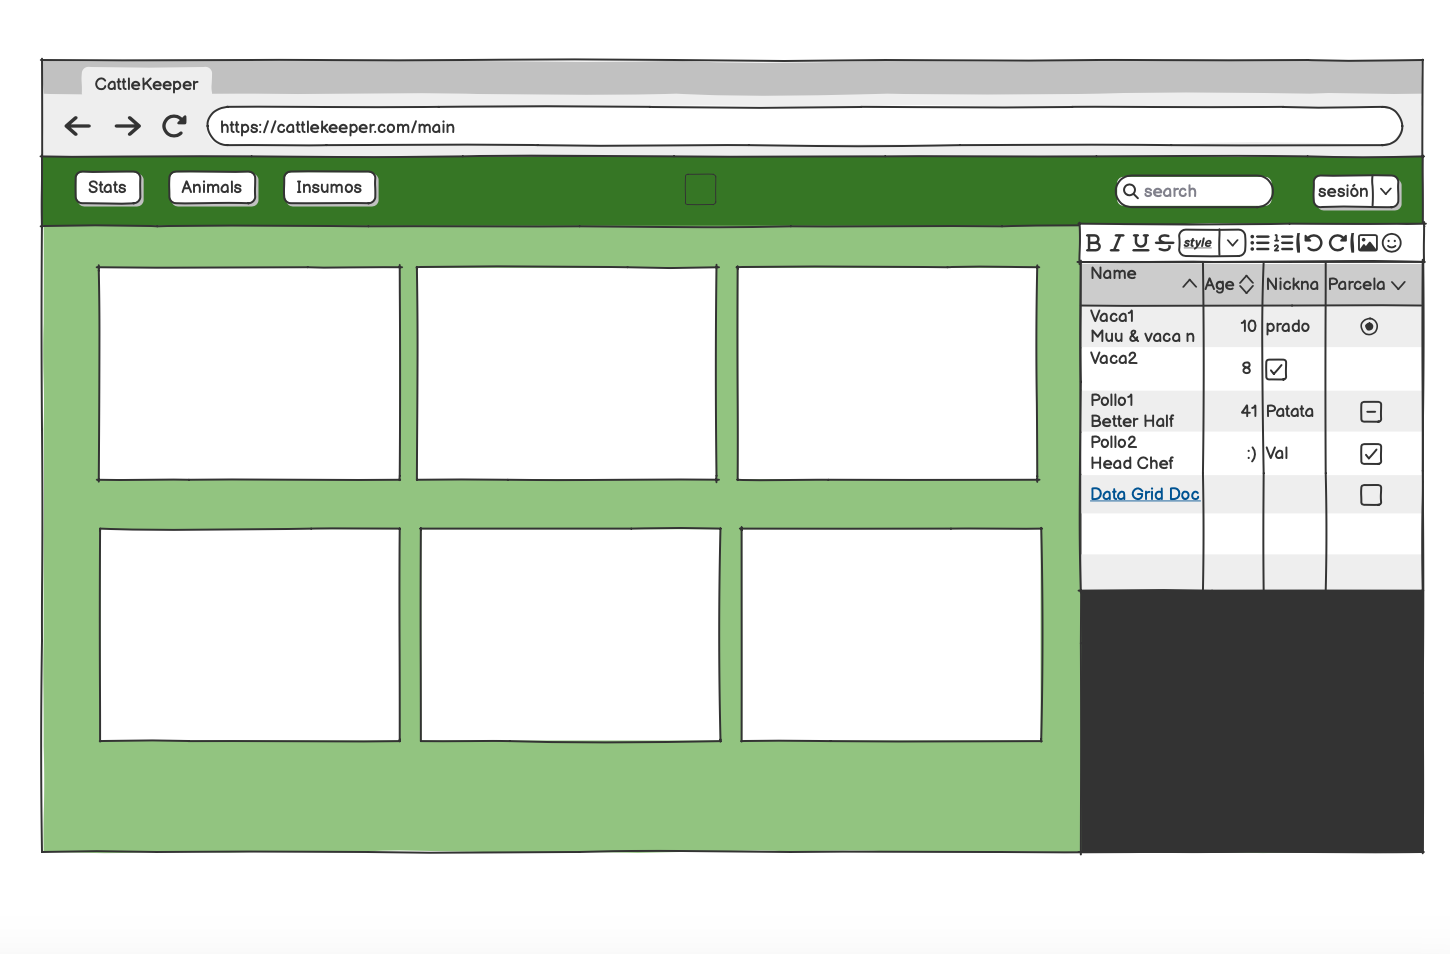 CattleKeeper
https://cattlekeeper.com/main
Stats
Animals
Insumos
search
sesión
B I U S style
Name Age Nickna Parcela
Vaca1
Muu & vaca n
10 prado
Vaca2
8
Pollo1
Better Half
41 Patata
Pollo2
Head Chef
:) Val
Data Grid Doc